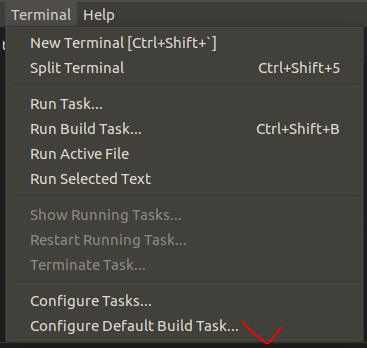 Terminal Help
New Terminal [Ctrl+Shift+`]
Split Terminal Ctrl+Shift+5
Run Task...
Run Build Task... Ctrl+Shift+B
Run Active File
Run Selected Text
Show Running Tasks...
Restart Running Task...
Terminate Task...
Configure Tasks...
Configure Default Build Task...